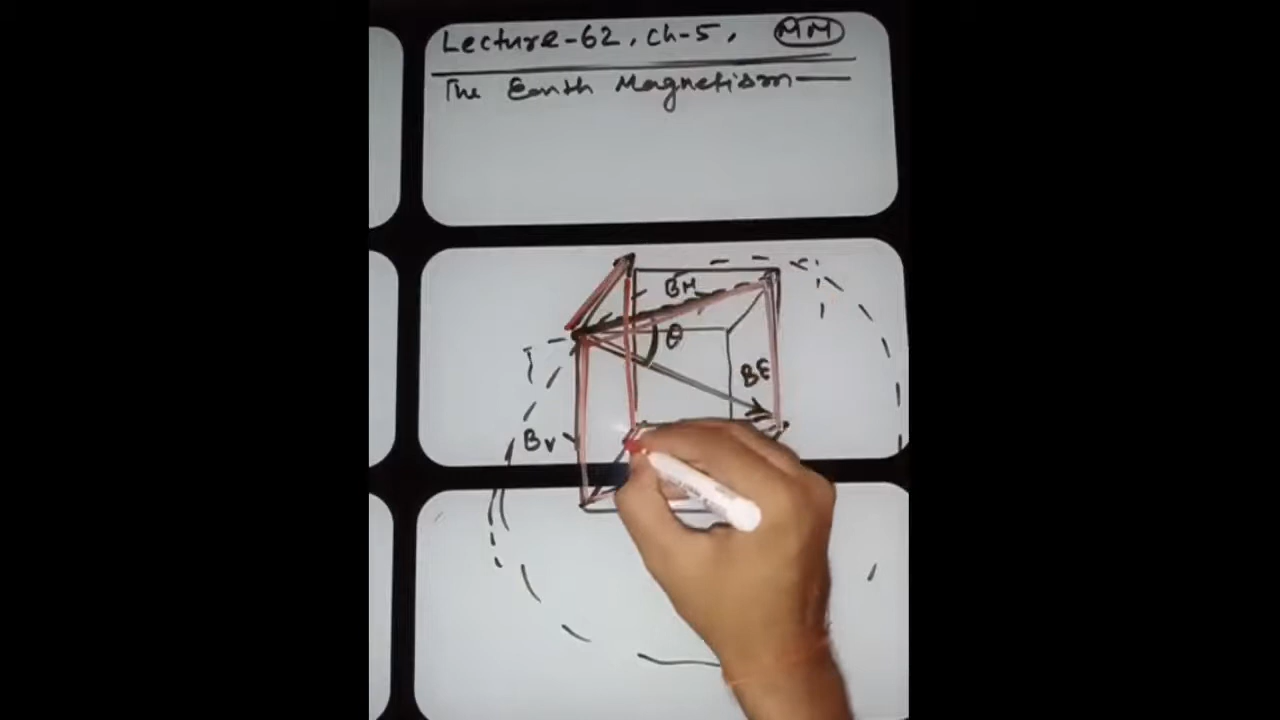 Lecture-62, Ch-5, MM
The Earth Magnetism—
BH
θ
BE
Bv